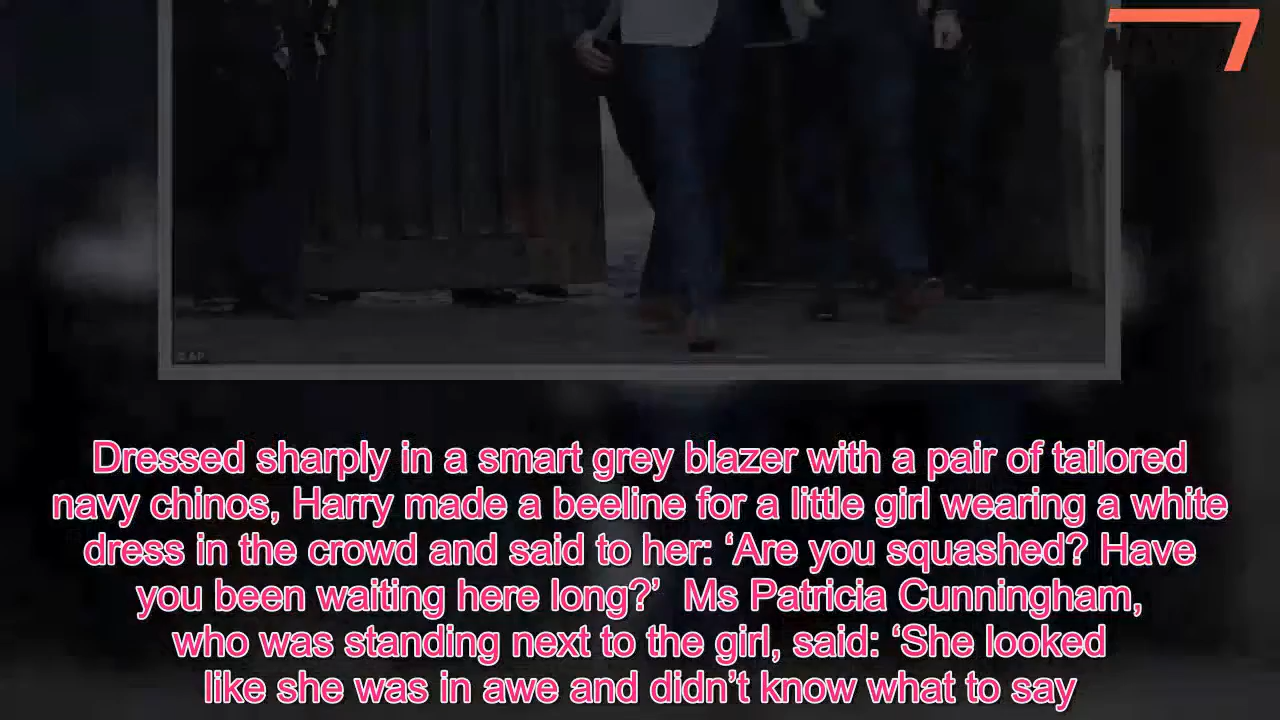 7
© AP
Dressed sharply in a smart grey blazer with a pair of tailored
navy chinos, Harry made a beeline for a little girl wearing a white
dress in the crowd and said to her: ‘Are you squashed? Have
you been waiting here long?’  Ms Patricia Cunningham,
who was standing next to the girl, said: ‘She looked
like she was in awe and didn’t know what to say